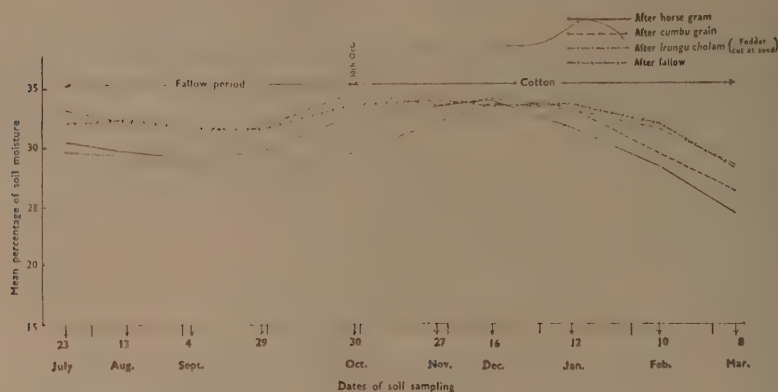 After horse gram
After cumbu grain
After irungu cholam (Fodder cut at seed)
After fallow
10th Oct.
Fallow period
Cotton
35
30
25
20
15
Mean percentage of soil moisture
23 13 4 29 30 27 16 12 10 8
July Aug. Sept. Oct. Nov. Dec. Jan. Feb. Mar.
Dates of soil sampling